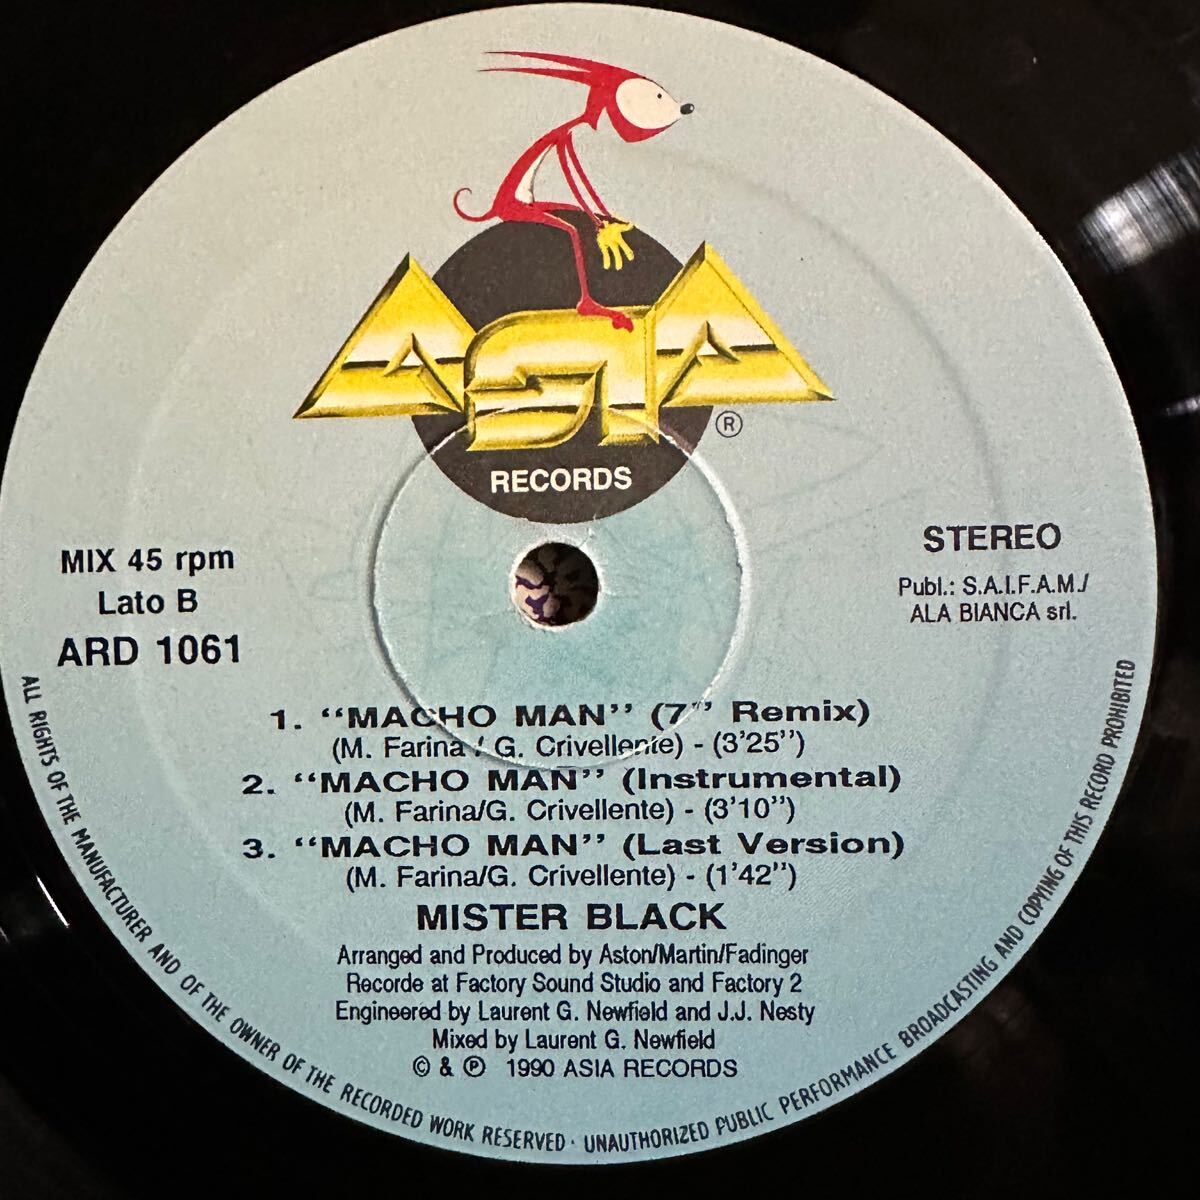 ASIA
®
RECORDS
MIX 45 rpm
Lato B
ARD 1061
STEREO
Publ.: S.A.I.F.A.M./
ALA BIANCA srl.
1. "MACHO MAN" (7" Remix)
(M. Farina / G. Crivellente) - (3'25")
2. "MACHO MAN" (Instrumental)
(M. Farina/G. Crivellente) - (3'10")
3. "MACHO MAN" (Last Version)
(M. Farina/G. Crivellente) - (1'42")
MISTER BLACK
Arranged and Produced by Aston/Martin/Fadinger
Recorde at Factory Sound Studio and Factory 2
Engineered by Laurent G. Newfield and J.J. Nesty
Mixed by Laurent G. Newfield
© & ℗ 1990 ASIA RECORDS
ALL RIGHTS OF THE MANUFACTURER AND OF THE OWNER OF THE RECORDED WORK RESERVED · UNAUTHORIZED PUBLIC PERFORMANCE BROADCASTING AND COPYING OF THIS RECORD PROHIBITED